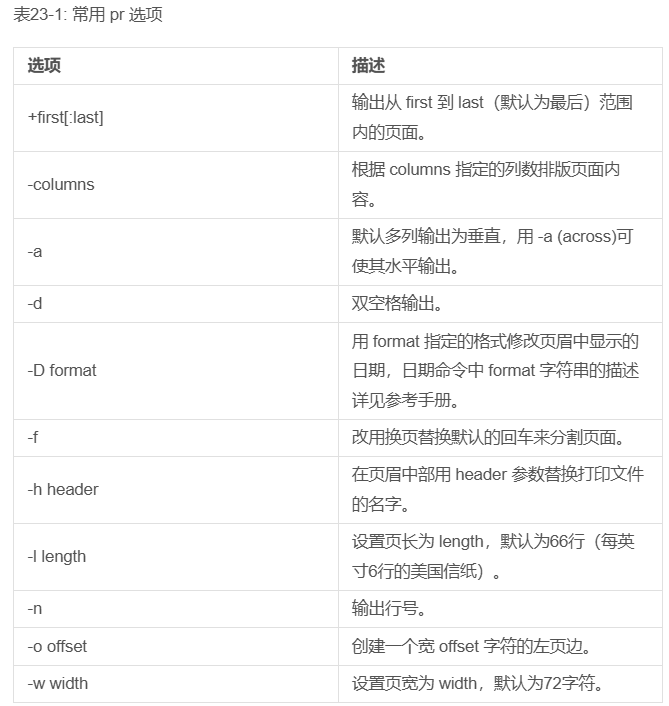 表23-1: 常用 pr 选项
选项 描述
+first[:last] 输出从 first 到 last（默认为最后）范围
内的页面。
-columns 根据 columns 指定的列数排版页面内
容。
-a 默认多列输出为垂直，用 -a (across)可
使其水平输出。
-d 双空格输出。
-D format 用 format 指定的格式修改页眉中显示的
日期，日期命令中 format 字符串的描述
详见参考手册。
-f 改用换页替换默认的回车来分割页面。
-h header 在页眉中部用 header 参数替换打印文件
的名字。
-l length 设置页长为 length，默认为66行（每英
寸6行的美国信纸）。
-n 输出行号。
-o offset 创建一个宽 offset 字符的左页边。
-w width 设置页宽为 width，默认为72字符。